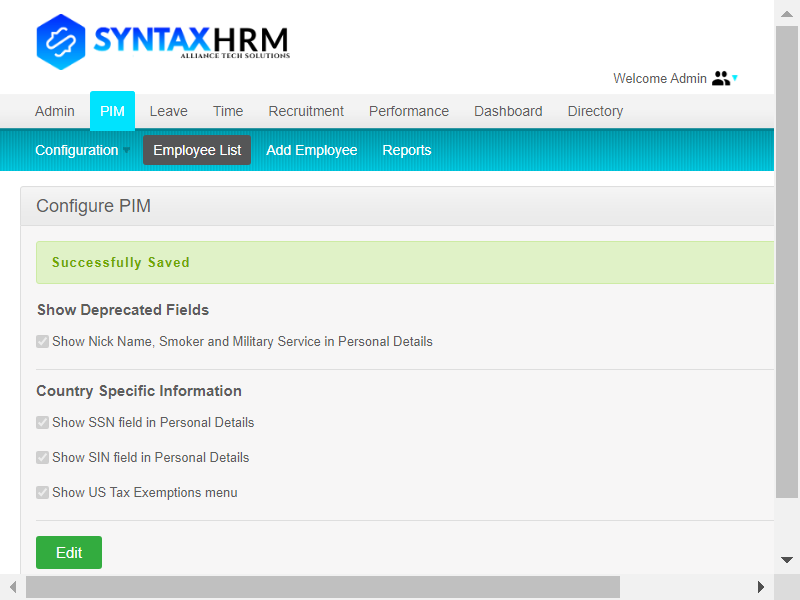 SYNTAXHRM
ALLIANCE TECH SOLUTIONS
Welcome Admin
Admin PIM Leave Time Recruitment Performance Dashboard Directory
Configuration Employee List Add Employee Reports
Configure PIM
Successfully Saved
Show Deprecated Fields
Show Nick Name, Smoker and Military Service in Personal Details
Country Specific Information
Show SSN field in Personal Details
Show SIN field in Personal Details
Show US Tax Exemptions menu
Edit